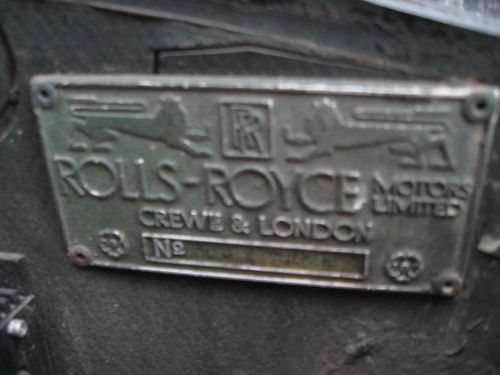 RR
ROLLS-ROYCE MOTORS LIMITED
CREWE & LONDON
Nº